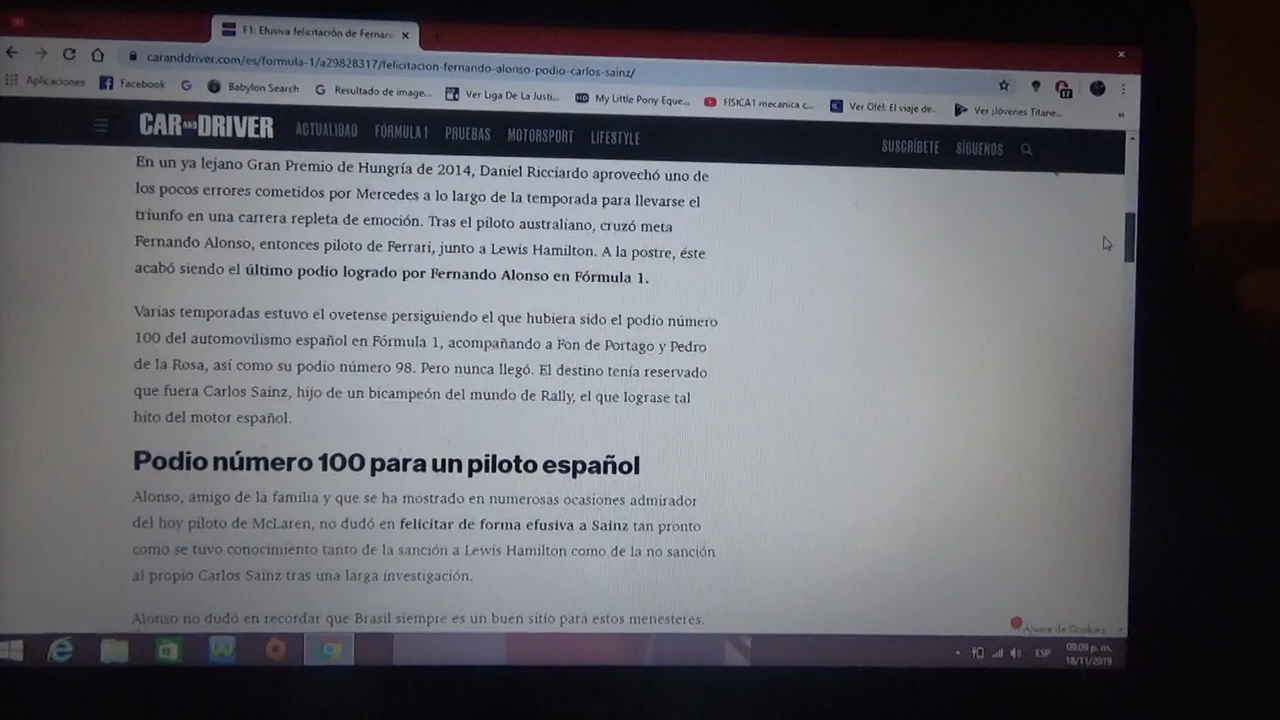 F1: Efusiva felicitación de Fernan
caranddriver.com/es/formula-1/a29828317/felicitacion-fernando-alonso-podio-carlos-sainz/
Aplicaciones Facebook Babylon Search Resultado de image... Ver Liga De La Justi... My Little Pony Eque... FISICA1 mecanica c... Ver Olé!: El viaje de... Ver ¡Jóvenes Titane... »
CAR AND DRIVER ACTUALIDAD FÓRMULA 1 PRUEBAS MOTORSPORT LIFESTYLE SUSCRÍBETE SÍGUENOS
En un ya lejano Gran Premio de Hungría de 2014, Daniel Ricciardo aprovechó uno de
los pocos errores cometidos por Mercedes a lo largo de la temporada para llevarse el
triunfo en una carrera repleta de emoción. Tras el piloto australiano, cruzó meta
Fernando Alonso, entonces piloto de Ferrari, junto a Lewis Hamilton. A la postre, éste
acabó siendo el último podio logrado por Fernando Alonso en Fórmula 1.
Varias temporadas estuvo el ovetense persiguiendo el que hubiera sido el podio número
100 del automovilismo español en Fórmula 1, acompañando a Fon de Portago y Pedro
de la Rosa, así como su podio número 98. Pero nunca llegó. El destino tenía reservado
que fuera Carlos Sainz, hijo de un bicampeón del mundo de Rally, el que lograse tal
hito del motor español.
Podio número 100 para un piloto español
Alonso, amigo de la familia y que se ha mostrado en numerosas ocasiones admirador
del hoy piloto de McLaren, no dudó en felicitar de forma efusiva a Sainz tan pronto
como se tuvo conocimiento tanto de la sanción a Lewis Hamilton como de la no sanción
al propio Carlos Sainz tras una larga investigación.
Alonso no dudó en recordar que Brasil siempre es un buen sitio para estos menesteres.
Ajuste de Cookies
ESP 09:09 p. m.
18/11/2019